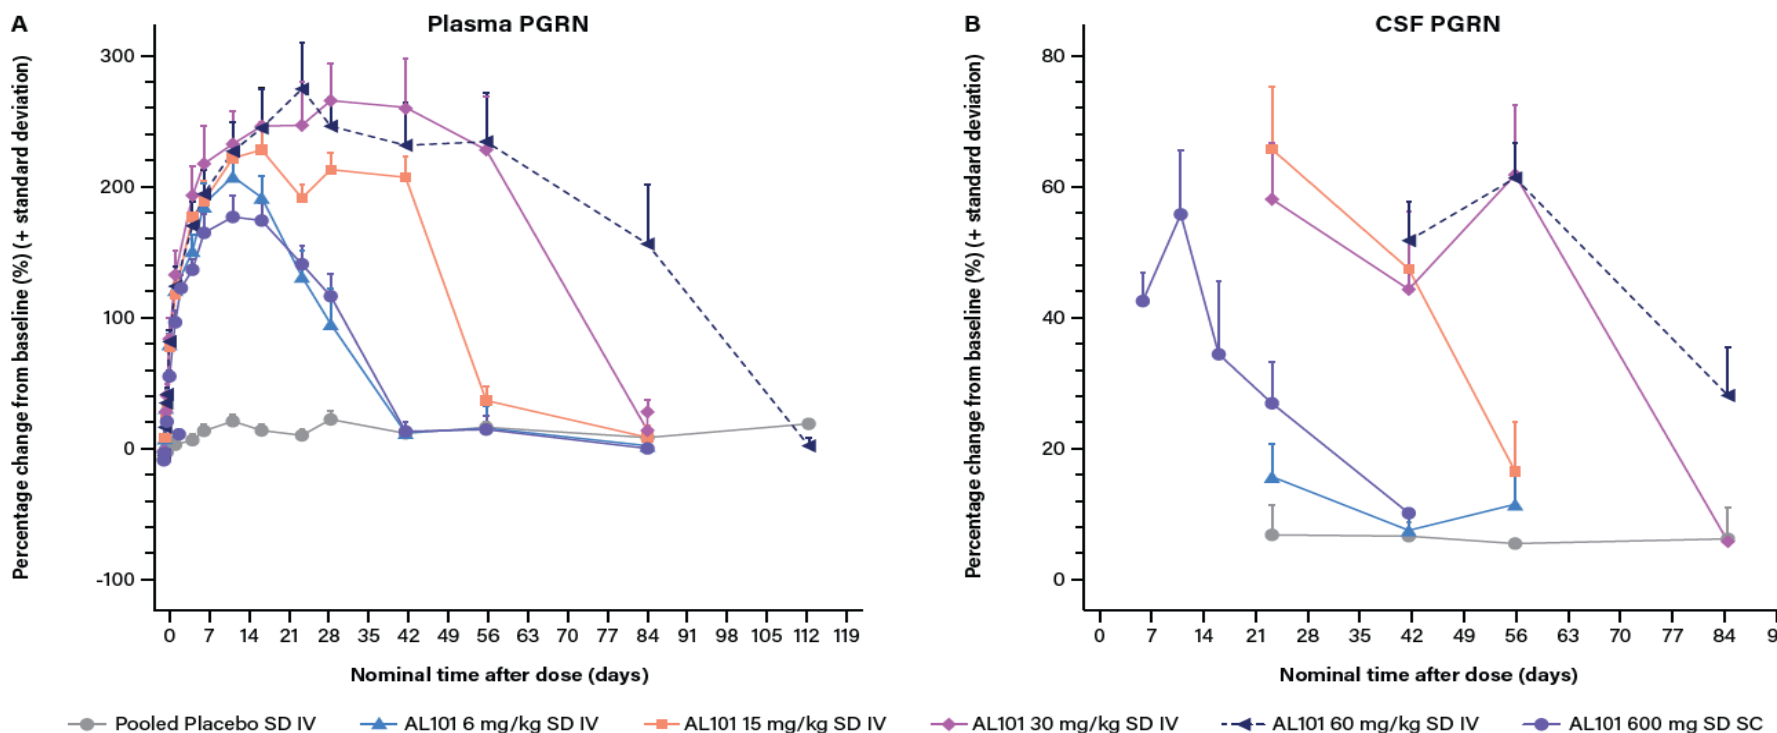 A
Plasma PGRN
Percentage change from baseline (%) (+ standard deviation)
300
200
100
0
-100
0 7 14 21 28 35 42 49 56 63 70 77 84 91 98 105 112 119
Nominal time after dose (days)
B
CSF PGRN
Percentage change from baseline (%) (+ standard deviation)
80
60
40
20
0
0 7 14 21 28 35 42 49 56 63 70 77 84 9
Nominal time after dose (days)
Pooled Placebo SD IV AL101 6 mg/kg SD IV AL101 15 mg/kg SD IV AL101 30 mg/kg SD IV AL101 60 mg/kg SD IV AL101 600 mg SD SC